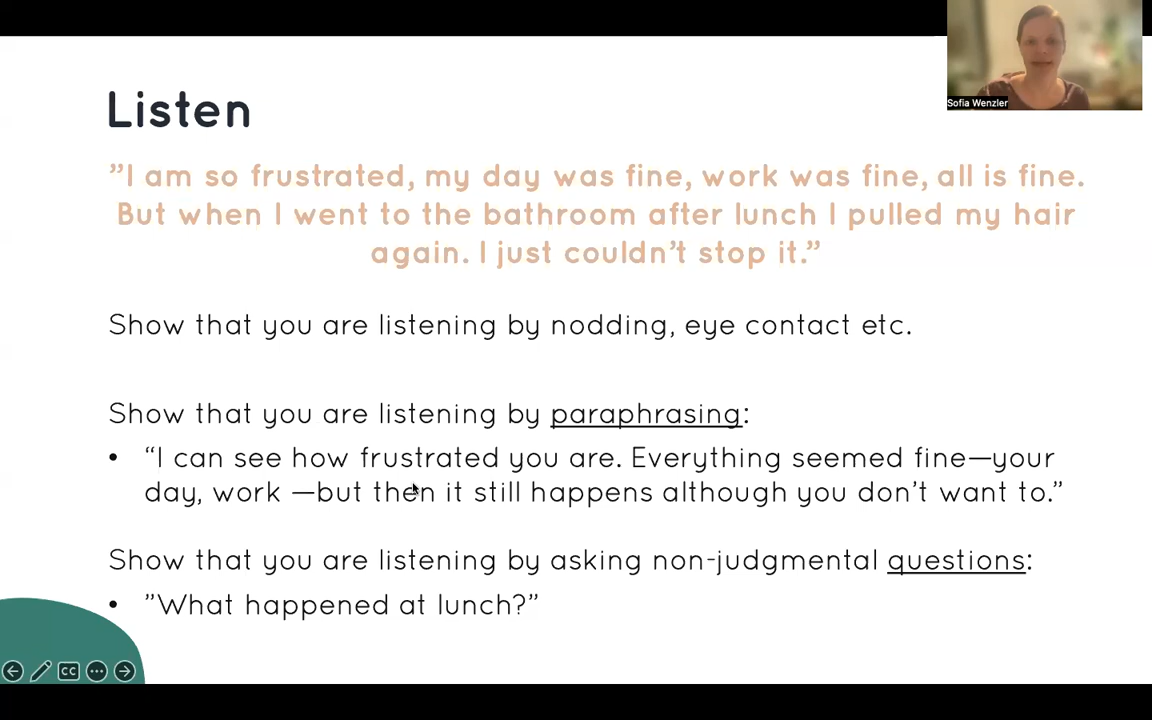 Sofia Wenzler
Listen
”I am so frustrated, my day was fine, work was fine, all is fine.
But when I went to the bathroom after lunch I pulled my hair
again. I just couldn’t stop it.”
Show that you are listening by nodding, eye contact etc.
Show that you are listening by paraphrasing:
• “I can see how frustrated you are. Everything seemed fine—your
day, work —but then it still happens although you don’t want to.”
Show that you are listening by asking non-judgmental questions:
• ”What happened at lunch?”
CC